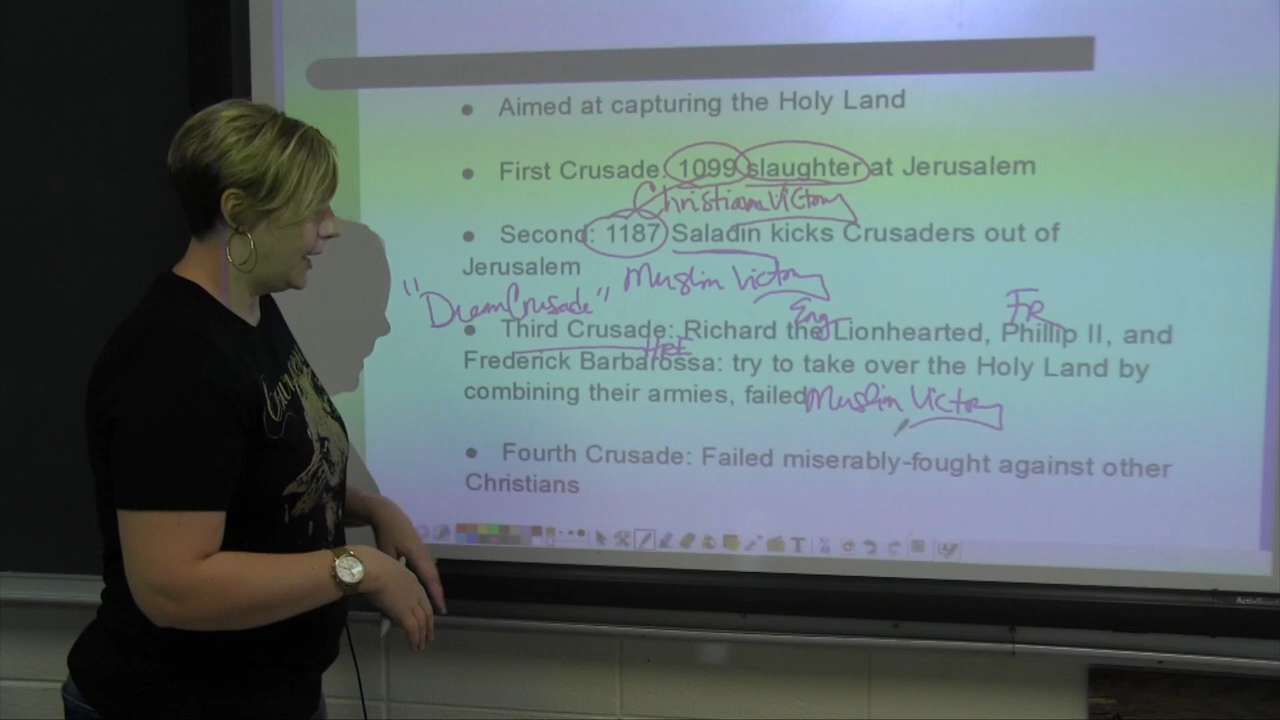 • Aimed at capturing the Holy Land
• First Crusade: 1099 slaughter at Jerusalem
Christian Victory
• Second: 1187 Saladin kicks Crusaders out of
Jerusalem
Muslim Victory
"Dream Crusade"
Eng
FR
• Third Crusade: Richard the Lionhearted, Phillip II, and
HRE
Frederick Barbarossa: try to take over the Holy Land by
combining their armies, failed
Muslim Victory
• Fourth Crusade: Failed miserably-fought against other
Christians
T